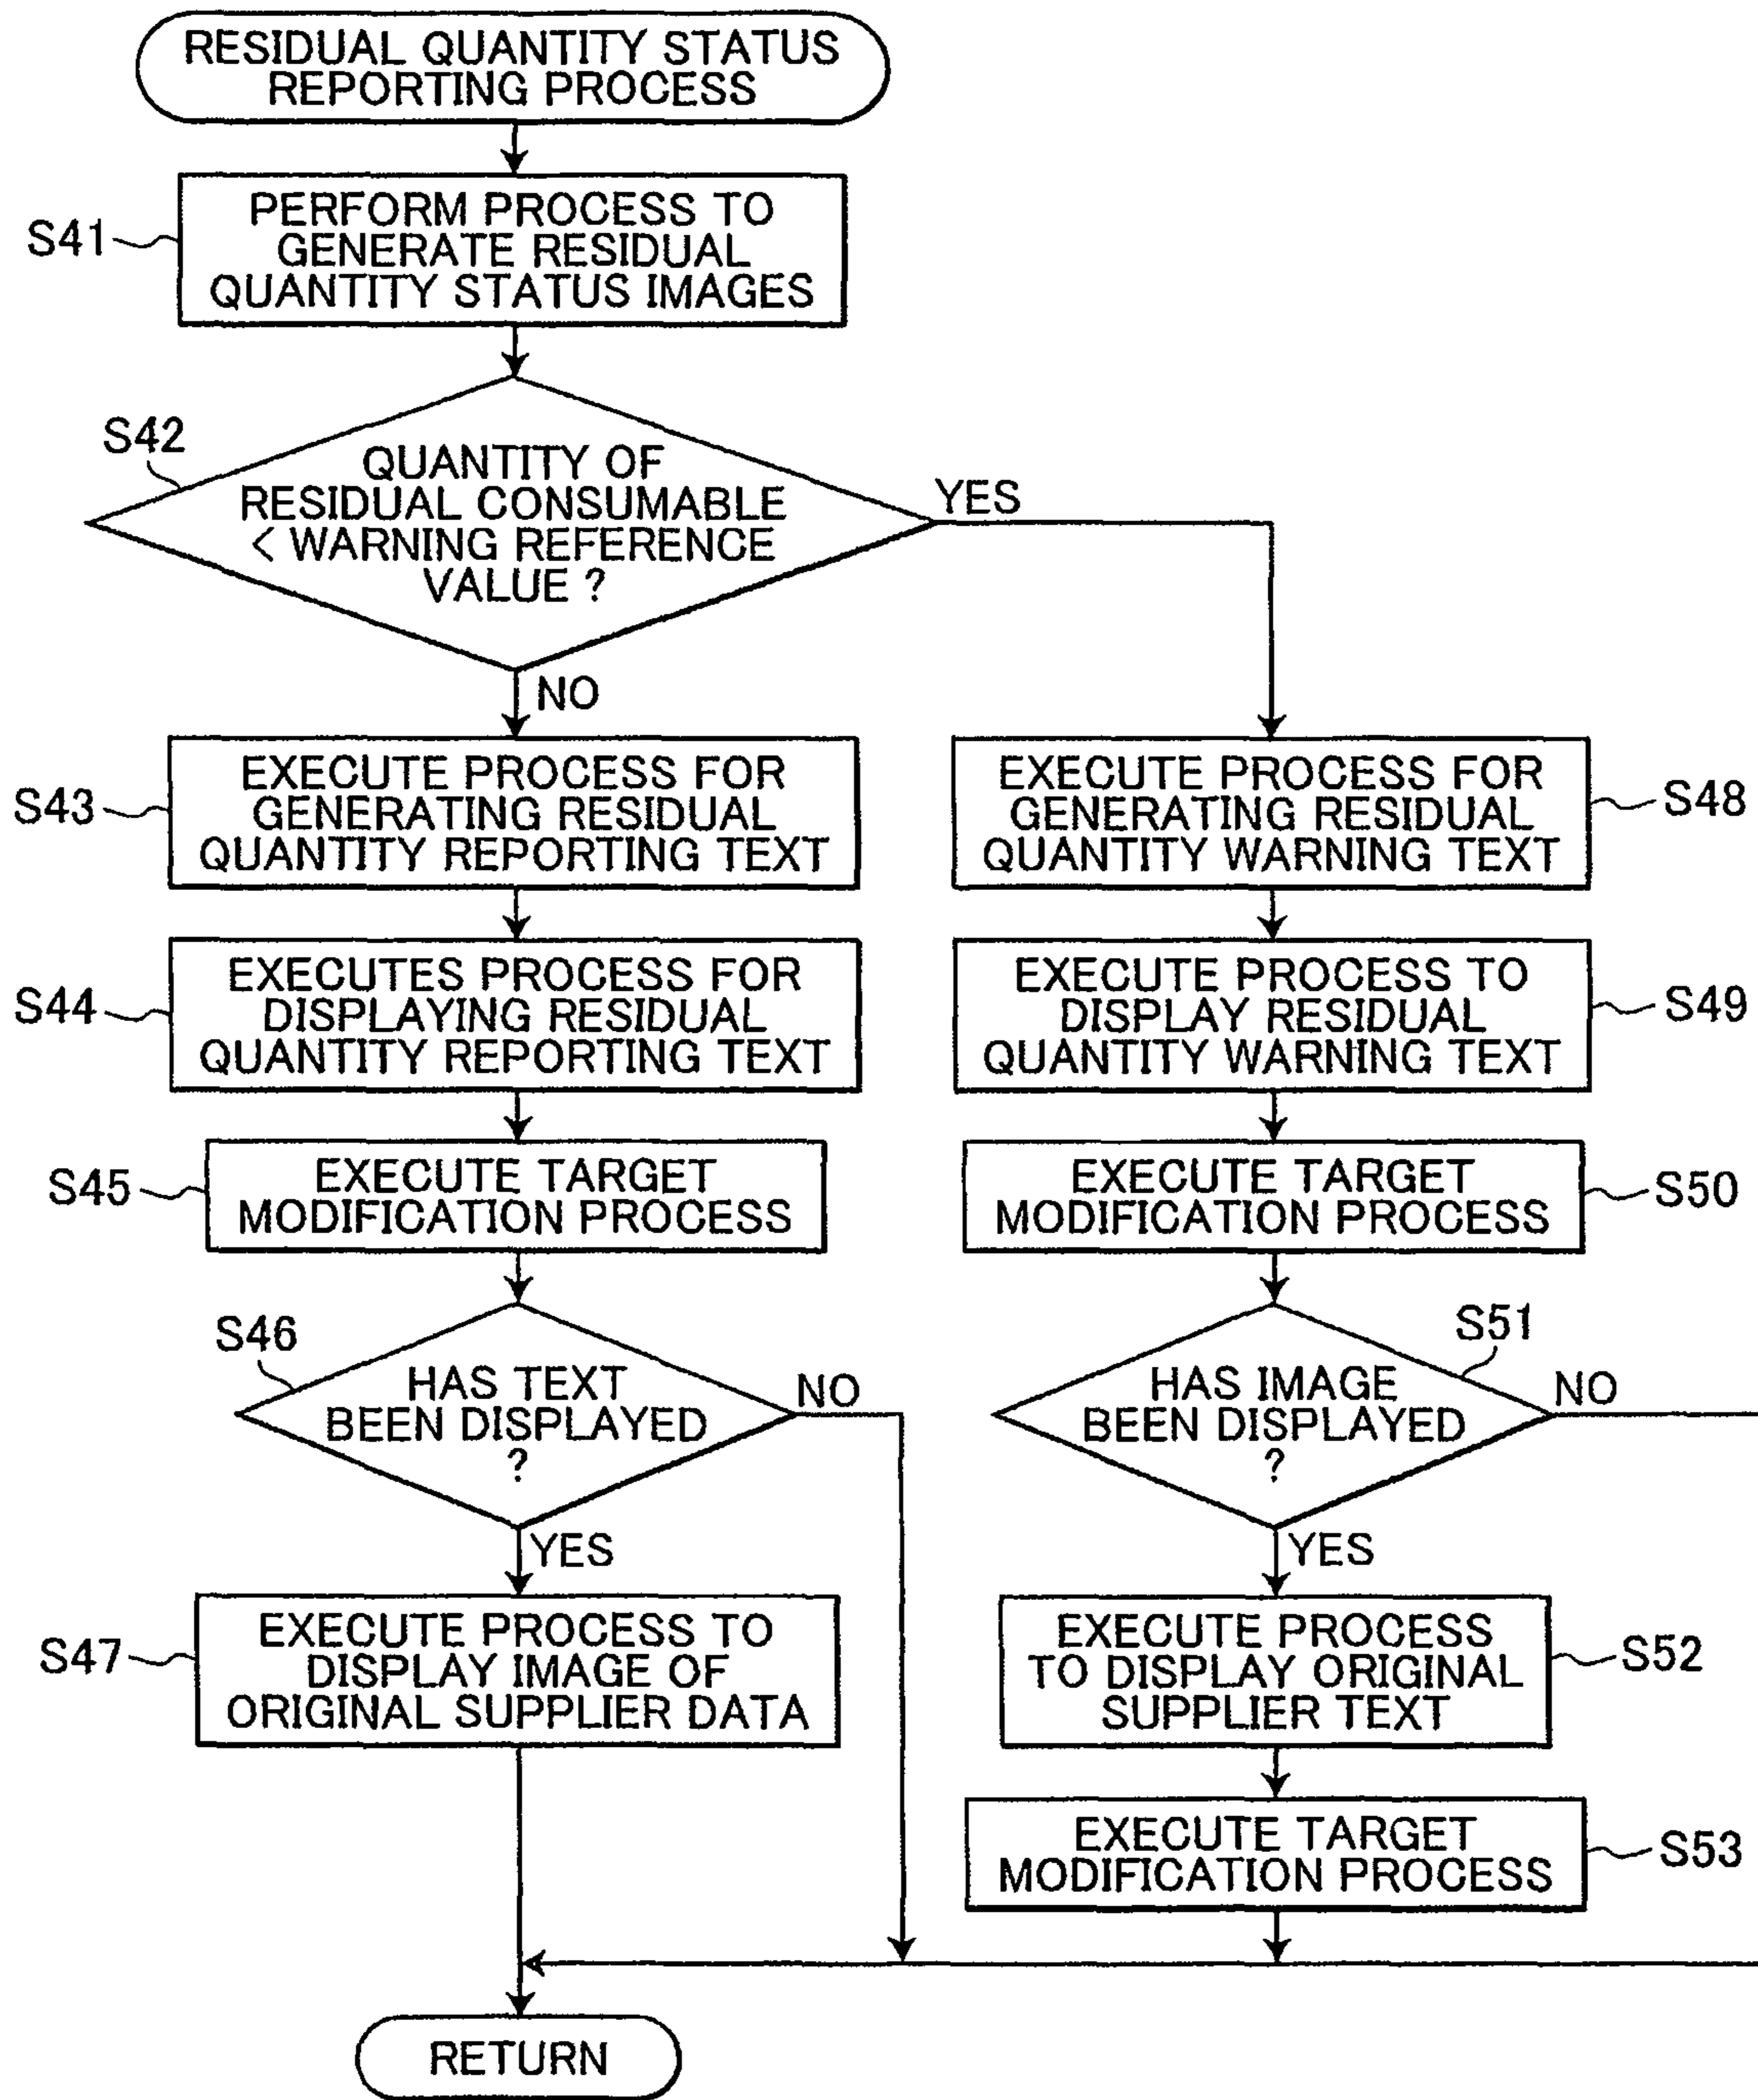 RESIDUAL QUANTITY STATUS
REPORTING PROCESS
S41
PERFORM PROCESS TO
GENERATE RESIDUAL
QUANTITY STATUS IMAGES
S42
QUANTITY OF
RESIDUAL CONSUMABLE
< WARNING REFERENCE
VALUE ?
YES
NO
S43
EXECUTE PROCESS FOR
GENERATING RESIDUAL
QUANTITY REPORTING TEXT
EXECUTE PROCESS FOR
GENERATING RESIDUAL
QUANTITY WARNING TEXT
S48
S44
EXECUTES PROCESS FOR
DISPLAYING RESIDUAL
QUANTITY REPORTING TEXT
EXECUTE PROCESS TO
DISPLAY RESIDUAL
QUANTITY WARNING TEXT
S49
S45
EXECUTE TARGET
MODIFICATION PROCESS
EXECUTE TARGET
MODIFICATION PROCESS
S50
S46
HAS TEXT
BEEN DISPLAYED
?
NO
YES
S51
HAS IMAGE
BEEN DISPLAYED
?
NO
YES
S47
EXECUTE PROCESS TO
DISPLAY IMAGE OF
ORIGINAL SUPPLIER DATA
EXECUTE PROCESS
TO DISPLAY ORIGINAL
SUPPLIER TEXT
S52
EXECUTE TARGET
MODIFICATION PROCESS
S53
RETURN